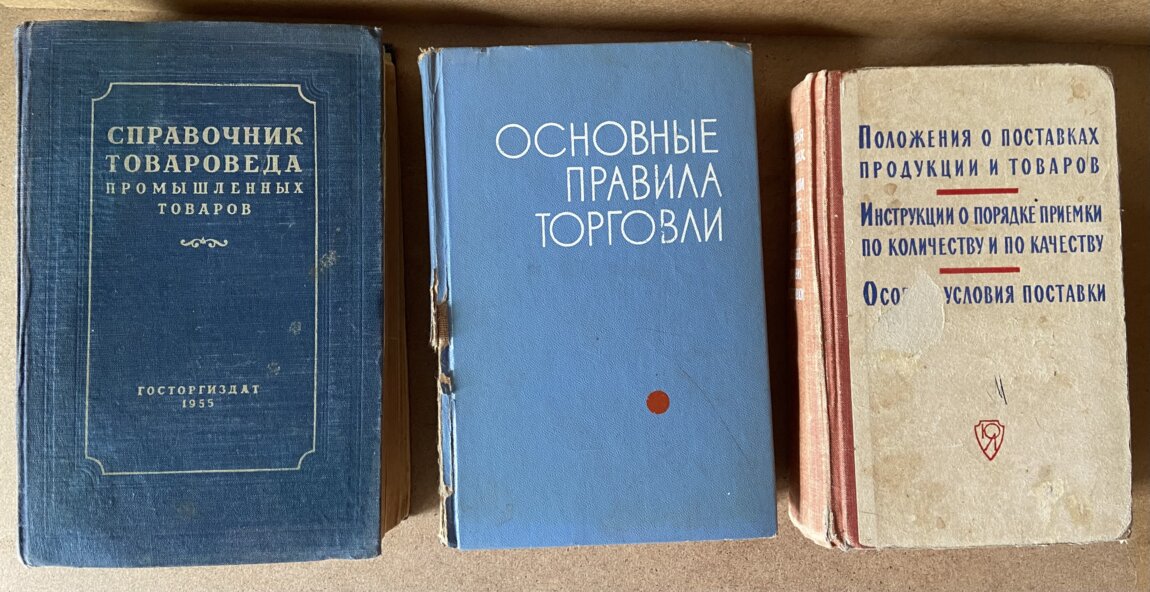 СПРАВОЧНИК
ТОВАРОВЕДА
ПРОМЫШЛЕННЫХ
ТОВАРОВ
ГОСТОРГИЗДАТ
1955
ОСНОВНЫЕ
ПРАВИЛА
ТОРГОВЛИ
ПОЛОЖЕНИЯ О ПОСТАВКАХ
ПРОДУКЦИИ И ТОВАРОВ
ИНСТРУКЦИИ О ПОРЯДКЕ ПРИЕМКИ
ПО КОЛИЧЕСТВУ И ПО КАЧЕСТВУ
УСЛОВИЯ ПОСТАВКИ
ЮЛ